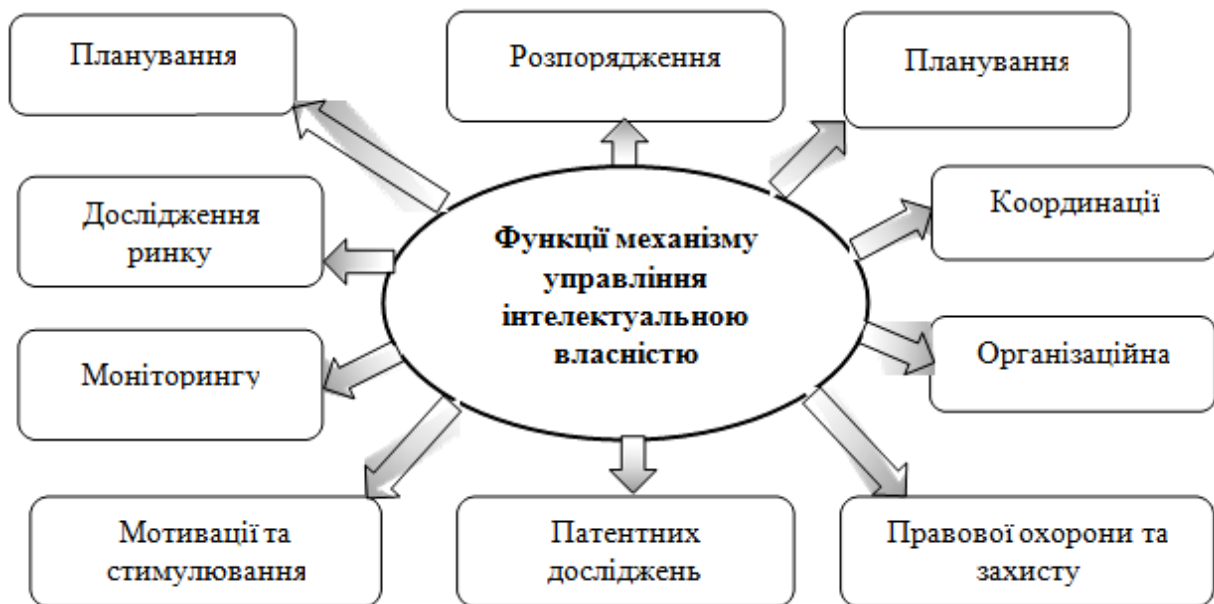 Планування
Розпорядження
Планування
Дослідження
ринку
Координації
Функції механізму
управління
інтелектуальною
власністю
Моніторингу
Організаційна
Мотивації та
стимулювання
Патентних
досліджень
Правової охорони та
захисту